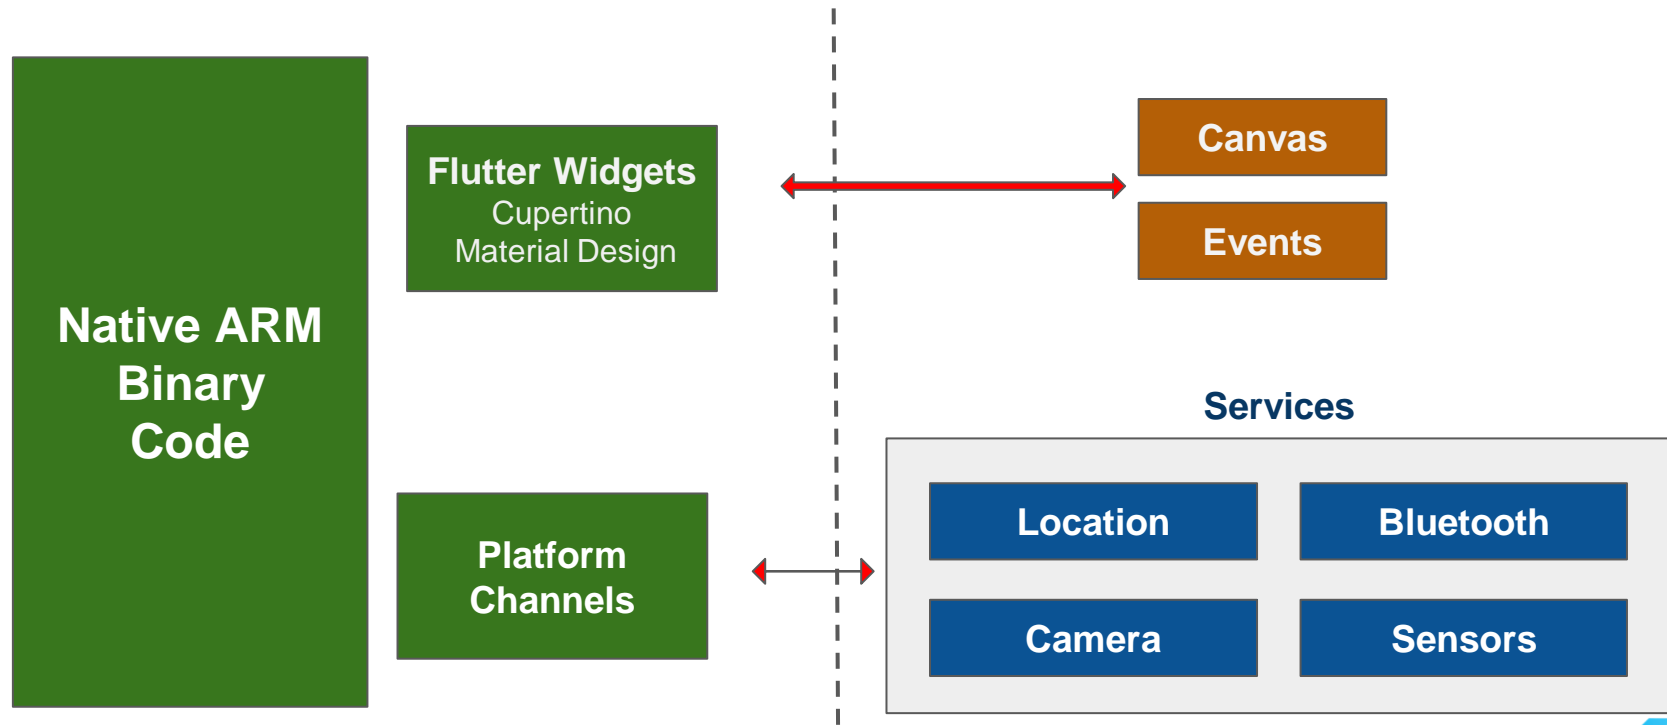 Native ARM
Binary
Code
Flutter Widgets
Cupertino
Material Design
Platform
Channels
Canvas
Events
Services
Location
Bluetooth
Camera
Sensors